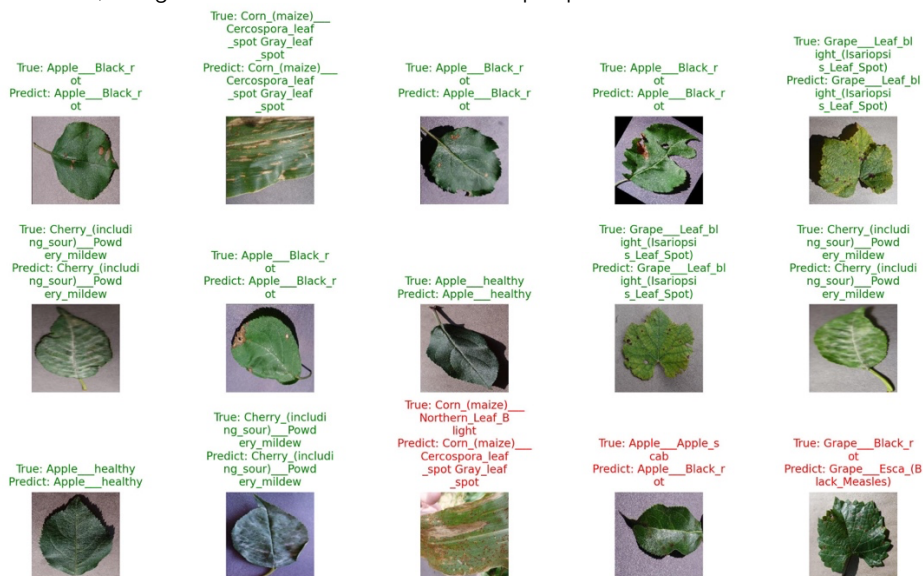 True: Apple___Black_r
ot
Predict: Apple___Black_r
ot
True: Corn_(maize)___
Cercospora_leaf
_spot Gray_leaf
_spot
Predict: Corn_(maize)___
Cercospora_leaf
_spot Gray_leaf
_spot
True: Apple___Black_r
ot
Predict: Apple___Black_r
ot
True: Apple___Black_r
ot
Predict: Apple___Black_r
ot
True: Grape___Leaf_bl
ight_(Isariopsi
s_Leaf_Spot)
Predict: Grape___Leaf_bl
ight_(Isariopsi
s_Leaf_Spot)
True: Cherry_(includi
ng_sour)___Powd
ery_mildew
Predict: Cherry_(includi
ng_sour)___Powd
ery_mildew
True: Apple___Black_r
ot
Predict: Apple___Black_r
ot
True: Apple___healthy
Predict: Apple___healthy
True: Grape___Leaf_bl
ight_(Isariopsi
s_Leaf_Spot)
Predict: Grape___Leaf_bl
ight_(Isariopsi
s_Leaf_Spot)
True: Cherry_(includi
ng_sour)___Powd
ery_mildew
Predict: Cherry_(includi
ng_sour)___Powd
ery_mildew
True: Apple___healthy
Predict: Apple___healthy
True: Cherry_(includi
ng_sour)___Powd
ery_mildew
Predict: Cherry_(includi
ng_sour)___Powd
ery_mildew
True: Corn_(maize)___
Northern_Leaf_B
light
Predict: Corn_(maize)___
Cercospora_leaf
_spot Gray_leaf
_spot
True: Apple___Apple_s
cab
Predict: Apple___Black_r
ot
True: Grape___Black_r
ot
Predict: Grape___Esca_(B
lack_Measles)